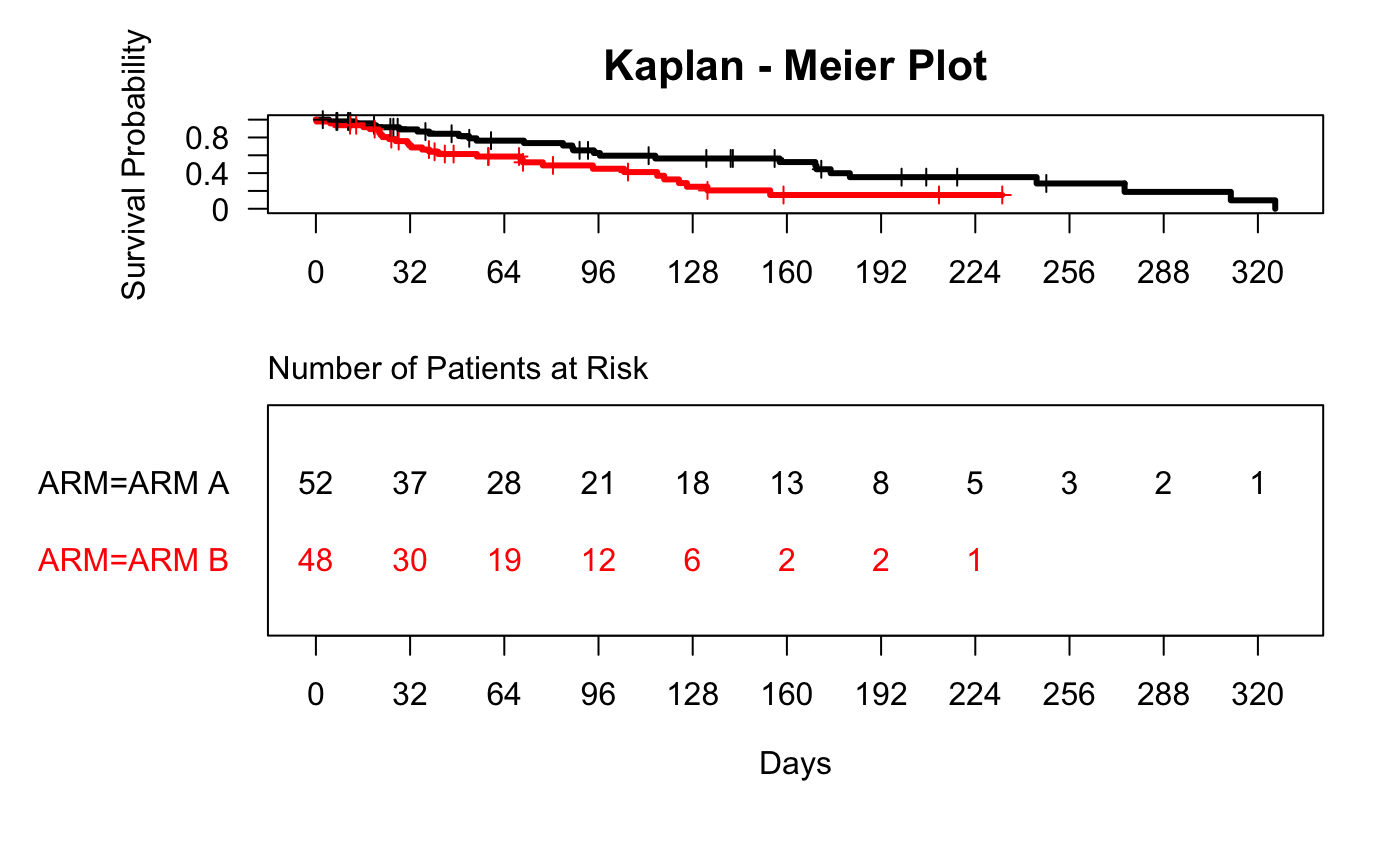 Kaplan - Meier Plot
Survival Probability
0.8
0.4
0
0 32 64 96 128 160 192 224 256 288 320
Number of Patients at Risk
ARM=ARM A 52 37 28 21 18 13 8 5 3 2 1
ARM=ARM B 48 30 19 12 6 2 2 1
0 32 64 96 128 160 192 224 256 288 320
Days